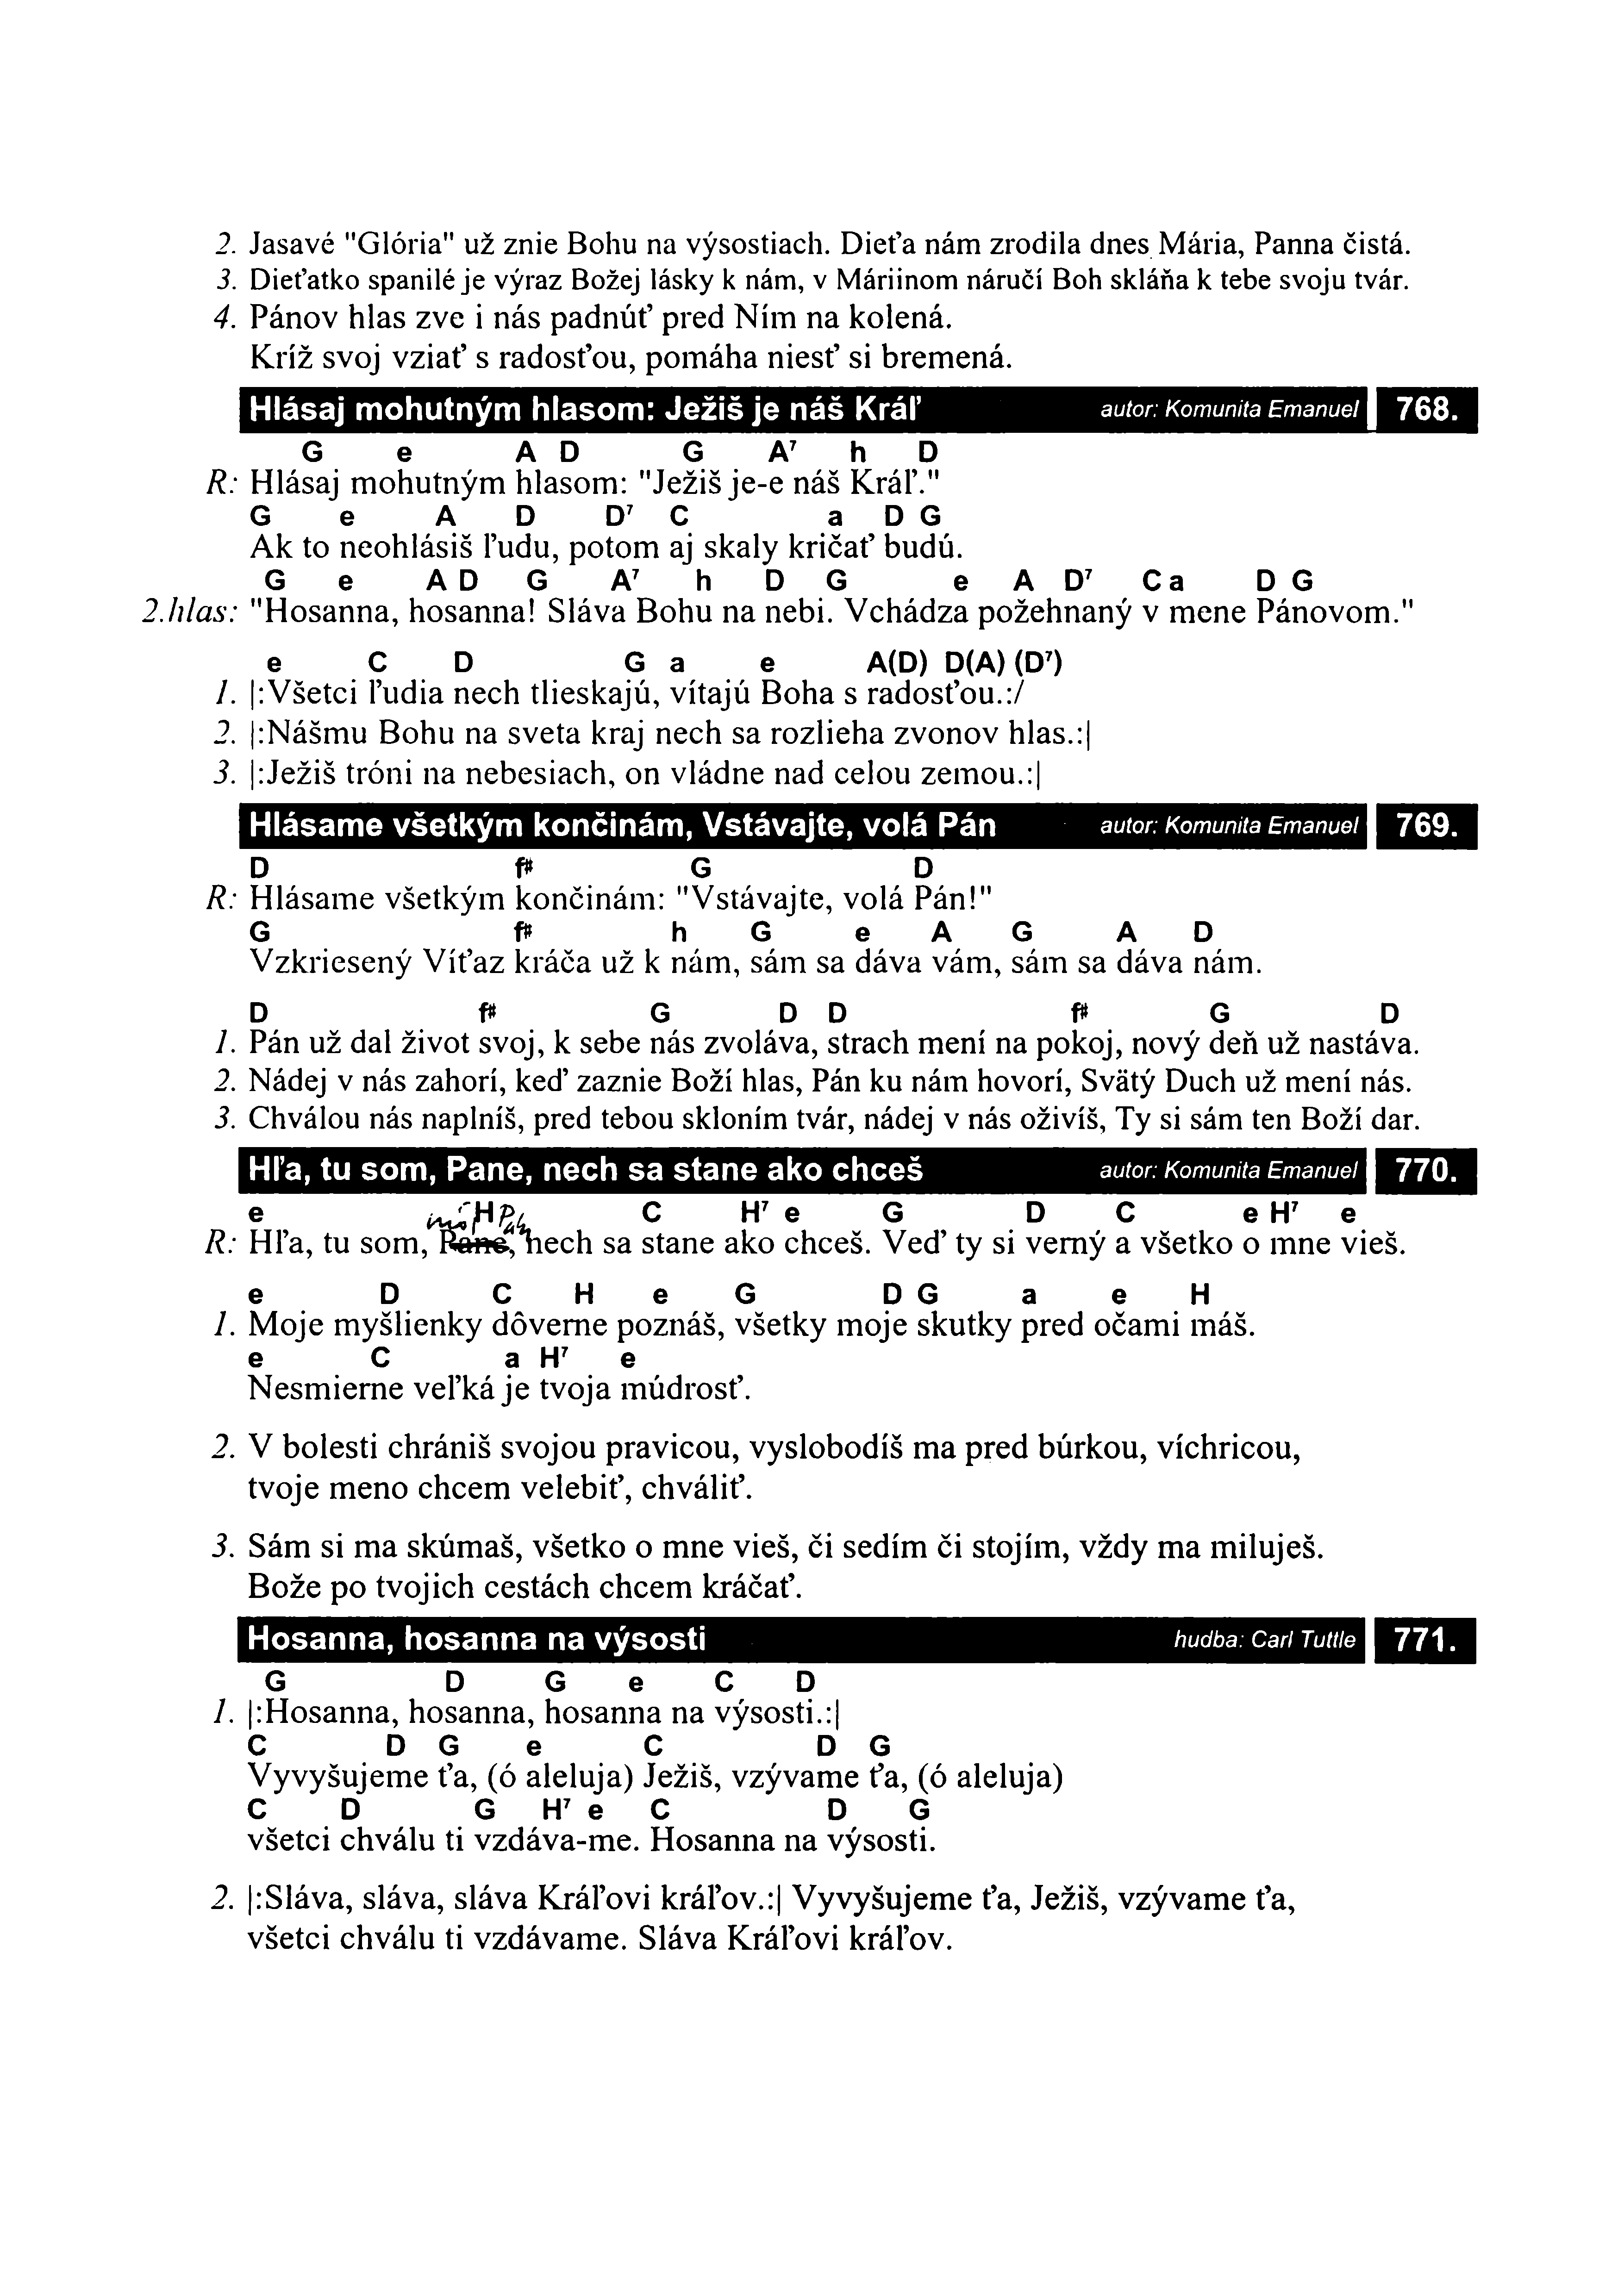 2. Jasavé "Glória" už znie Bohu na výsostiach. Dieťa nám zrodila dnes Mária, Panna čistá.
3. Dieťatko spanilé je výraz Božej lásky k nám, v Máriinom náručí Boh skláňa k tebe svoju tvár.
4. Pánov hlas zve i nás padnúť pred Ním na kolená.
Kríž svoj vziať s radosťou, pomáha niesť si bremená.
Hlásaj mohutným hlasom: Ježiš je náš Kráľ autor: Komunita Emanuel 768.
G e A D G A⁷ h D
R: Hlásaj mohutným hlasom: "Ježiš je-e náš Kráľ."
G e A D D⁷ C a D G
Ak to neohlásiš ľudu, potom aj skaly kričať budú.
G e A D G A⁷ h D G e A D⁷ C a D G
2.hlas: "Hosanna, hosanna! Sláva Bohu na nebi. Vchádza požehnaný v mene Pánovom."
e C D G a e A(D) D(A) (D⁷)
1. |:Všetci ľudia nech tlieskajú, vítajú Boha s radosťou.:/
2. |:Nášmu Bohu na sveta kraj nech sa rozlieha zvonov hlas.:|
3. |:Ježiš tróni na nebesiach, on vládne nad celou zemou.:|
Hlásame všetkým končinám, Vstávajte, volá Pán autor: Komunita Emanuel 769.
D f# G D
R: Hlásame všetkým končinám: "Vstávajte, volá Pán!"
G f# h G e A G A D
Vzkriesený Víťaz kráča už k nám, sám sa dáva vám, sám sa dáva nám.
D f# G D D f# G D
1. Pán už dal život svoj, k sebe nás zvoláva, strach mení na pokoj, nový deň už nastáva.
2. Nádej v nás zahorí, keď zaznie Boží hlas, Pán ku nám hovorí, Svätý Duch už mení nás.
3. Chválou nás naplníš, pred tebou skloním tvár, nádej v nás oživíš, Ty si sám ten Boží dar.
Hľa, tu som, Pane, nech sa stane ako chceš autor: Komunita Emanuel 770.
e môj H Pán C H⁷ e G D C e H⁷ e
R: Hľa, tu som, Pane, nech sa stane ako chceš. Veď ty si verný a všetko o mne vieš.
e D C H e G D G a e H
1. Moje myšlienky dôverne poznáš, všetky moje skutky pred očami máš.
e C a H⁷ e
Nesmierne veľká je tvoja múdrosť.
2. V bolesti chrániš svojou pravicou, vyslobodíš ma pred búrkou, víchricou,
tvoje meno chcem velebiť, chváliť.
3. Sám si ma skúmaš, všetko o mne vieš, či sedím či stojím, vždy ma miluješ.
Bože po tvojich cestách chcem kráčať.
Hosanna, hosanna na výsosti hudba: Carl Tuttle 771.
G D G e C D
1. |:Hosanna, hosanna, hosanna na výsosti.:|
C D G e C D G
Vyvyšujeme ťa, (ó aleluja) Ježiš, vzývame ťa, (ó aleluja)
C D G H⁷ e C D G
všetci chválu ti vzdáva-me. Hosanna na výsosti.
2. |:Sláva, sláva, sláva Kráľovi kráľov.:| Vyvyšujeme ťa, Ježiš, vzývame ťa,
všetci chválu ti vzdávame. Sláva Kráľovi kráľov.